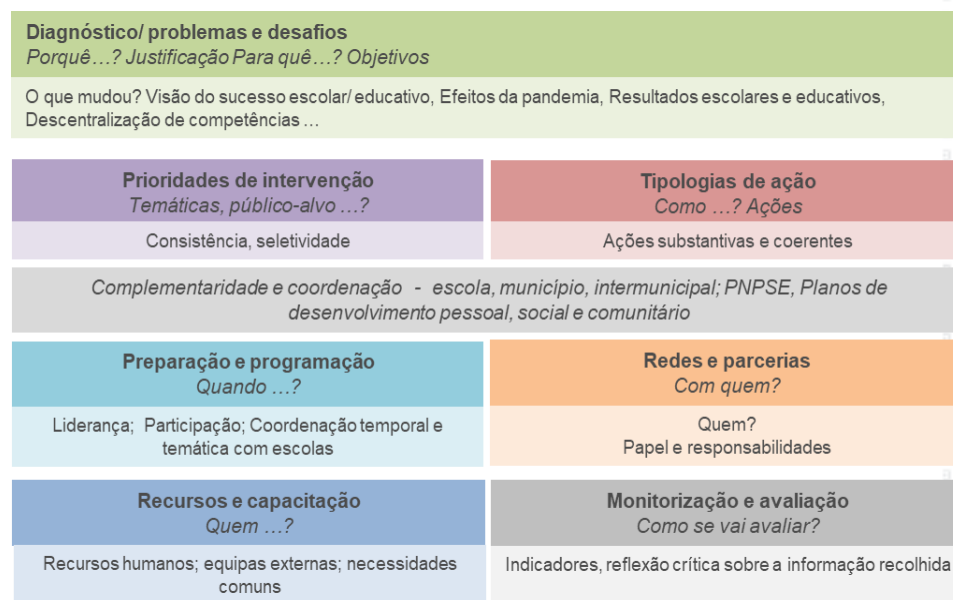 Diagnóstico/ problemas e desafios
Porquê…? Justificação Para quê…? Objetivos
O que mudou? Visão do sucesso escolar/ educativo, Efeitos da pandemia, Resultados escolares e educativos,
Descentralização de competências …
Prioridades de intervenção
Temáticas, público-alvo …?
Consistência, seletividade
Tipologias de ação
Como …? Ações
Ações substantivas e coerentes
Complementaridade e coordenação - escola, município, intermunicipal; PNPSE, Planos de
desenvolvimento pessoal, social e comunitário
Preparação e programação
Quando …?
Liderança; Participação; Coordenação temporal e
temática com escolas
Redes e parcerias
Com quem?
Quem?
Papel e responsabilidades
Recursos e capacitação
Quem …?
Recursos humanos; equipas externas; necessidades
comuns
Monitorização e avaliação
Como se vai avaliar?
Indicadores, reflexão crítica sobre a informação recolhida